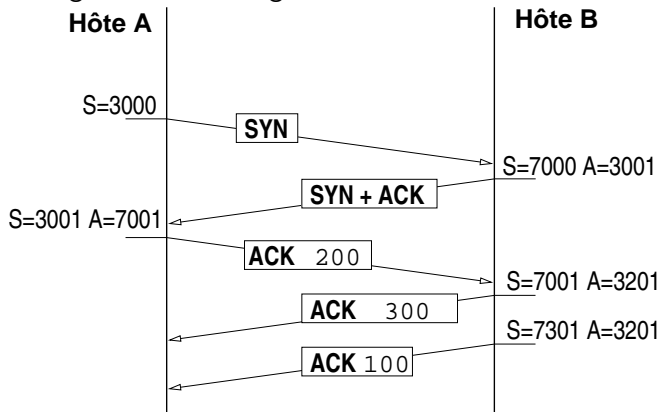 Hôte A
Hôte B
S=3000
SYN
S=7000 A=3001
SYN + ACK
S=3001 A=7001
ACK 200
S=7001 A=3201
ACK 300
S=7301 A=3201
ACK 100